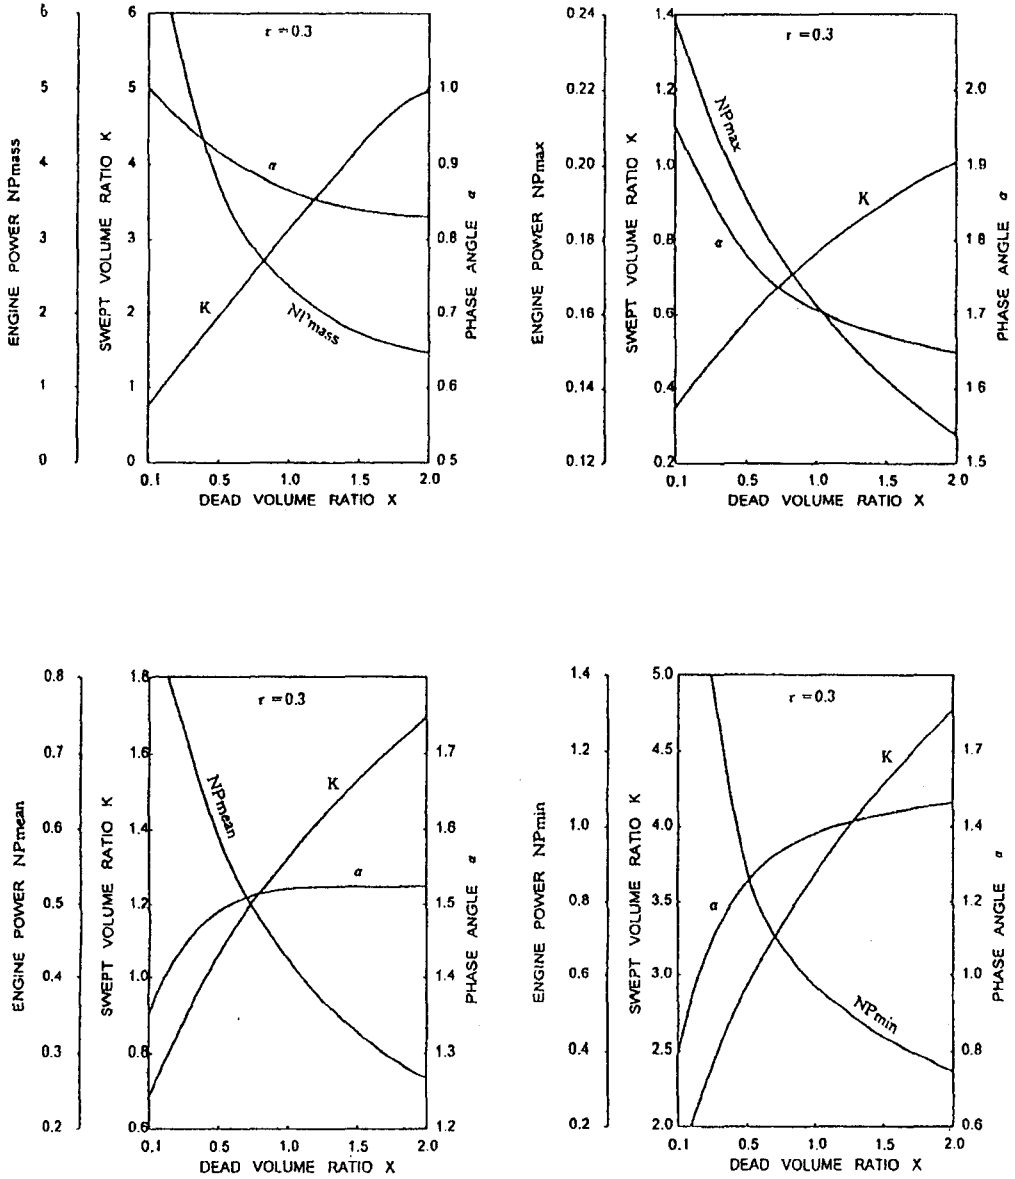 r = 0.3
ENGINE POWER NPmass
6
5
4
3
2
1
0
SWEPT VOLUME RATIO K
6
5
4
3
2
1
0
PHASE ANGLE α
1.0
0.9
0.8
0.7
0.6
0.5
α
K
NPmass
0.1 0.5 1.0 1.5 2.0
DEAD VOLUME RATIO X
r = 0.3
ENGINE POWER NPmax
0.24
0.22
0.20
0.18
0.16
0.14
0.12
SWEPT VOLUME RATIO K
1.4
1.2
1.0
0.8
0.6
0.4
0.2
PHASE ANGLE α
2.0
1.9
1.8
1.7
1.6
1.5
NPmax
K
α
0.1 0.5 1.0 1.5 2.0
DEAD VOLUME RATIO X
r = 0.3
ENGINE POWER NPmean
0.8
0.7
0.6
0.5
0.4
0.3
0.2
SWEPT VOLUME RATIO K
1.8
1.6
1.4
1.2
1.0
0.8
0.6
PHASE ANGLE α
1.7
1.6
1.5
1.4
1.3
1.2
NPmean
K
α
0.1 0.5 1.0 1.5 2.0
DEAD VOLUME RATIO X
r = 0.3
ENGINE POWER NPmin
1.4
1.2
1.0
0.8
0.6
0.4
0.2
SWEPT VOLUME RATIO K
5.0
4.5
4.0
3.5
3.0
2.5
2.0
PHASE ANGLE α
1.7
1.4
1.2
1.0
0.8
0.6
K
α
NPmin
0.1 0.5 1.0 1.5 2.0
DEAD VOLUME RATIO X